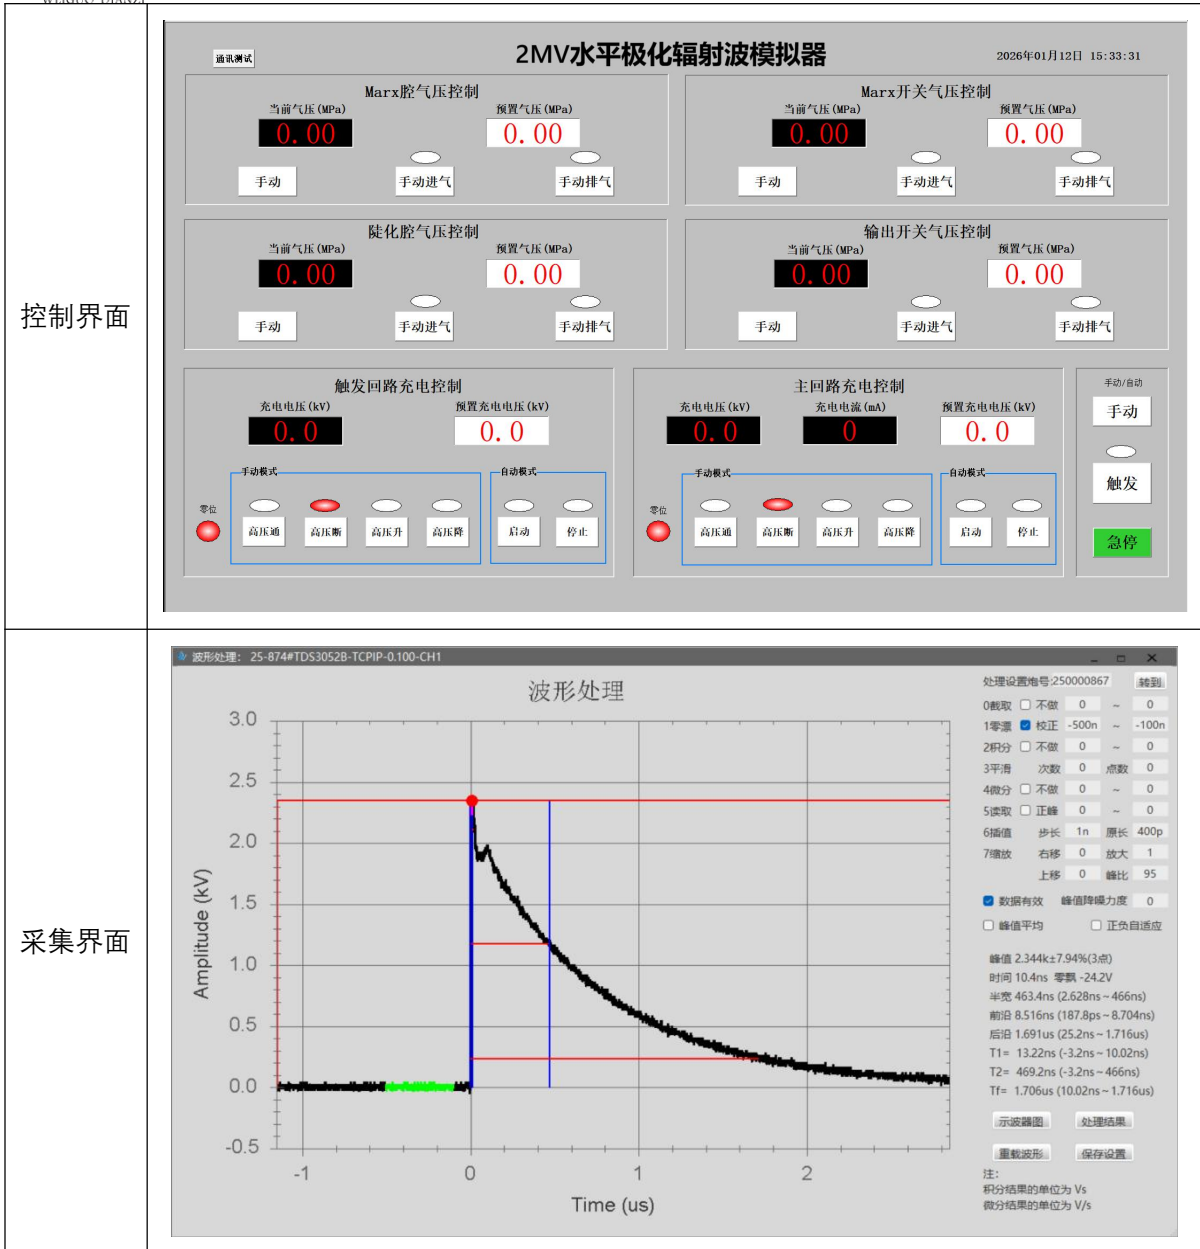 WEIGUO DIANZI
控制界面
通讯测试
2MV水平极化辐射波模拟器
2026年01月12日 15:33:31
Marx腔气压控制
当前气压(MPa) 预置气压(MPa)
0.00 0.00
手动 手动进气 手动排气
Marx开关气压控制
当前气压(MPa) 预置气压(MPa)
0.00 0.00
手动 手动进气 手动排气
陡化腔气压控制
当前气压(MPa) 预置气压(MPa)
0.00 0.00
手动 手动进气 手动排气
输出开关气压控制
当前气压(MPa) 预置气压(MPa)
0.00 0.00
手动 手动进气 手动排气
触发回路充电控制
充电电压(kV) 预置充电电压(kV)
0.0 0.0
手动模式 自动模式
零位
高压通 高压断 高压升 高压降 启动 停止
主回路充电控制
充电电压(kV) 充电电流(mA) 预置充电电压(kV)
0.0 0 0.0
手动模式 自动模式
零位
高压通 高压断 高压升 高压降 启动 停止
手动/自动
手动
触发
急停
采集界面
波形处理: 25-874#TDS3052B-TCPIP-0.100-CH1
波形处理
Amplitude (kV)
3.0
2.5
2.0
1.5
1.0
0.5
0.0
-0.5
-1 0 1 2
Time (us)
处理设置炮号:250000867 转到
0截取 不做 0 ~ 0
1零漂 校正 -500n ~ -100n
2积分 不做 0 ~ 0
3平滑 次数 0 点数 0
4微分 不做 0 ~ 0
5读取 正峰 0 ~ 0
6插值 步长 1n 原长 400p
7缩放 右移 0 放大 1
上移 0 峰比 95
数据有效 峰值降噪力度 0
峰值平均 正负自适应
峰值 2.344k±7.94%(3点)
时间 10.4ns 零飘 -24.2V
半宽 463.4ns (2.628ns~466ns)
前沿 8.516ns (187.8ps~8.704ns)
后沿 1.691us (25.2ns~1.716us)
T1= 13.22ns (-3.2ns~10.02ns)
T2= 469.2ns (-3.2ns~466ns)
Tf= 1.706us (10.02ns~1.716us)
示波器图 处理结果
重载波形 保存设置
注:
积分结果的单位为 Vs
微分结果的单位为 V/s